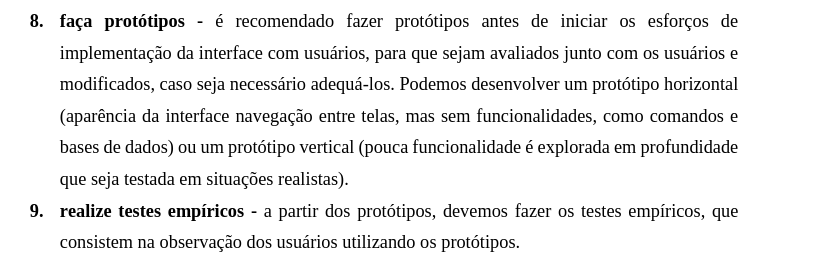 8. faça protótipos - é recomendado fazer protótipos antes de iniciar os esforços de
implementação da interface com usuários, para que sejam avaliados junto com os usuários e
modificados, caso seja necessário adequá-los. Podemos desenvolver um protótipo horizontal
(aparência da interface navegação entre telas, mas sem funcionalidades, como comandos e
bases de dados) ou um protótipo vertical (pouca funcionalidade é explorada em profundidade
que seja testada em situações realistas).
9. realize testes empíricos - a partir dos protótipos, devemos fazer os testes empíricos, que
consistem na observação dos usuários utilizando os protótipos.